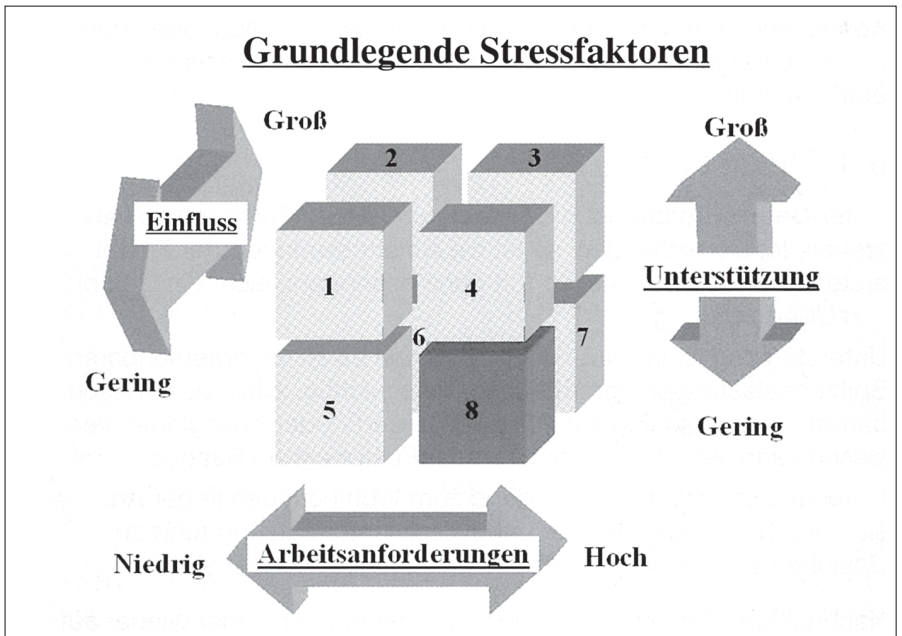 Grundlegende Stressfaktoren
Groß
Einfluss
Gering
2
3
1
4
6
7
5
8
Groß
Unterstützung
Gering
Niedrig
Arbeitsanforderungen
Hoch